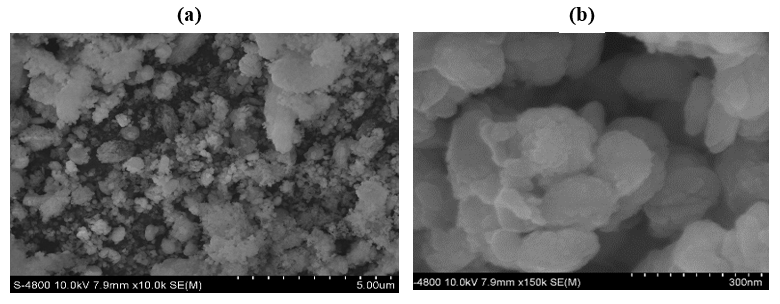 (a)
(b)
S-4800 10.0kV 7.9mm x10.0k SE(M) 5.00um
-4800 10.0kV 7.9mm x150k SE(M) 300nm